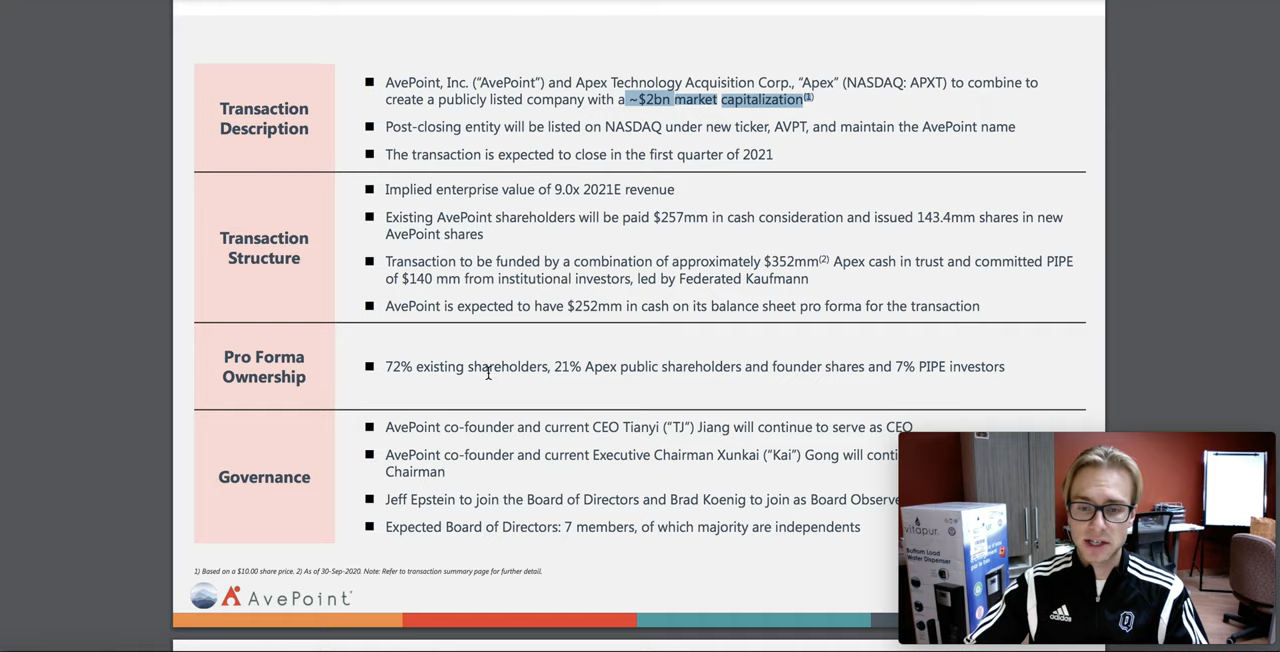 Transaction
Description
■ AvePoint, Inc. (“AvePoint”) and Apex Technology Acquisition Corp., “Apex” (NASDAQ: APXT) to combine to
create a publicly listed company with a ~$2bn market capitalization(1)
■ Post-closing entity will be listed on NASDAQ under new ticker, AVPT, and maintain the AvePoint name
■ The transaction is expected to close in the first quarter of 2021
Transaction
Structure
■ Implied enterprise value of 9.0x 2021E revenue
■ Existing AvePoint shareholders will be paid $257mm in cash consideration and issued 143.4mm shares in new
AvePoint shares
■ Transaction to be funded by a combination of approximately $352mm(2) Apex cash in trust and committed PIPE
of $140 mm from institutional investors, led by Federated Kaufmann
■ AvePoint is expected to have $252mm in cash on its balance sheet pro forma for the transaction
Pro Forma
Ownership
■ 72% existing shareholders, 21% Apex public shareholders and founder shares and 7% PIPE investors
Governance
■ AvePoint co-founder and current CEO Tianyi (“TJ”) Jiang will continue to serve as CEO
■ AvePoint co-founder and current Executive Chairman Xunkai (“Kai”) Gong will conti
Chairman
■ Jeff Epstein to join the Board of Directors and Brad Koenig to join as Board Observe
■ Expected Board of Directors: 7 members, of which majority are independents
1) Based on a $10.00 share price. 2) As of 30-Sep-2020. Note: Refer to transaction summary page for further detail.
AvePoint
vitapur
Bottom Load
Water Dispenser
adidas